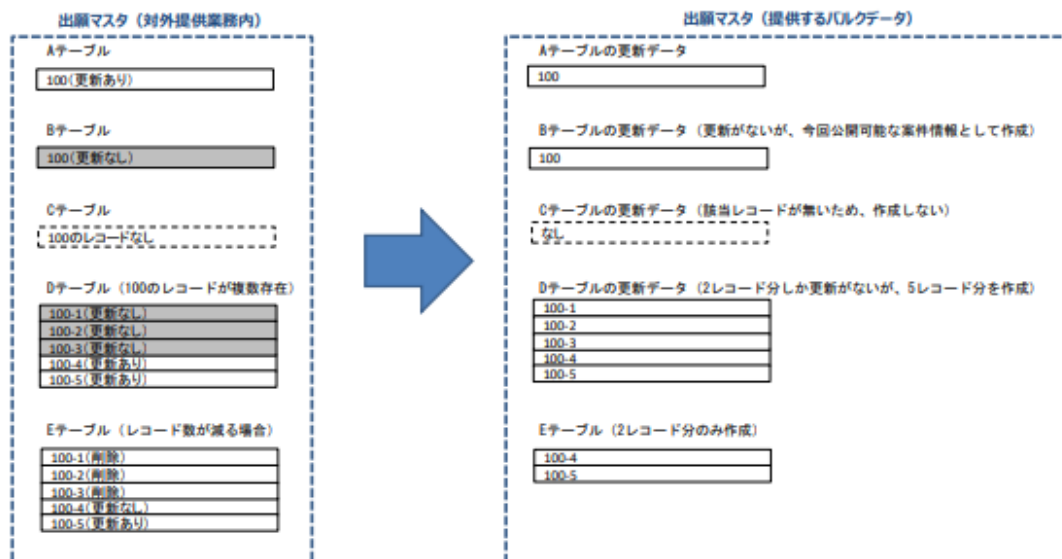 出願マスタ（対外提供業務内）
Aテーブル
100(更新あり)
Bテーブル
100(更新なし)
Cテーブル
100のレコードなし
Dテーブル（100のレコードが複数存在）
100-1(更新なし)
100-2(更新なし)
100-3(更新なし)
100-4(更新あり)
100-5(更新あり)
Eテーブル（レコード数が減る場合）
100-1(削除)
100-2(削除)
100-3(削除)
100-4(更新なし)
100-5(更新あり)
出願マスタ（提供するバルクデータ）
Aテーブルの更新データ
100
Bテーブルの更新データ（更新がないが、今回公開可能な案件情報として作成）
100
Cテーブルの更新データ（該当レコードが無いため、作成しない）
なし
Dテーブルの更新データ（2レコード分しか更新がないが、5レコード分を作成）
100-1
100-2
100-3
100-4
100-5
Eテーブル（2レコード分のみ作成）
100-4
100-5